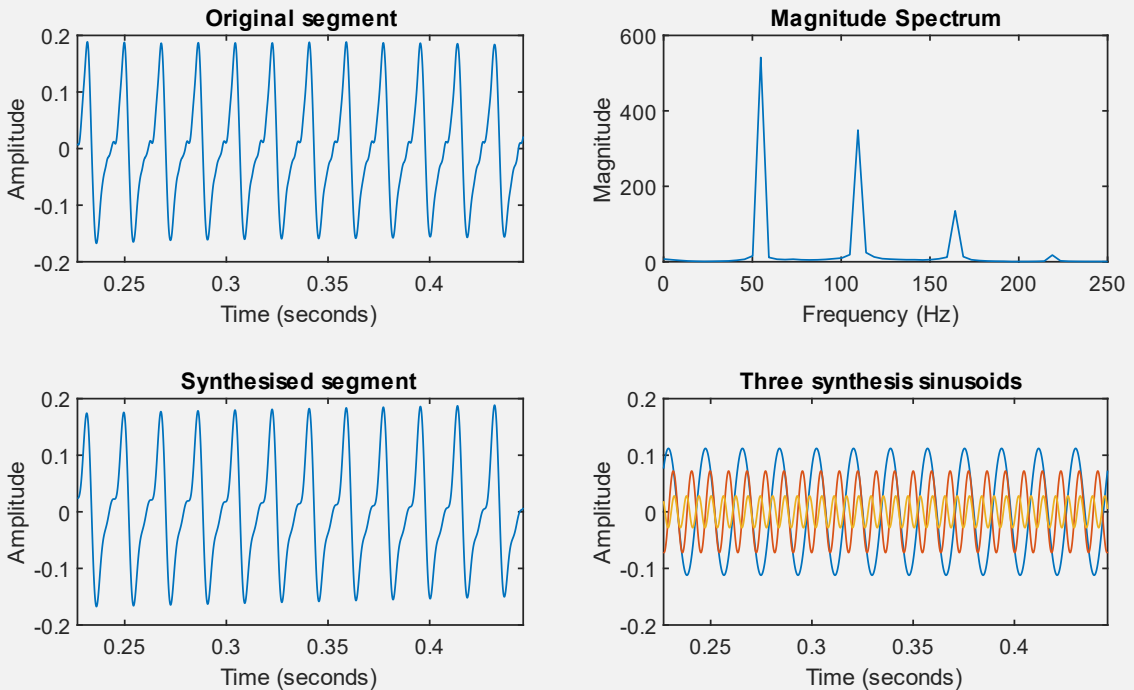 Original segment
0.2
0.1
0
-0.1
-0.2
Amplitude
0.25 0.3 0.35 0.4
Time (seconds)
Magnitude Spectrum
600
400
200
0
Magnitude
0 50 100 150 200 250
Frequency (Hz)
Synthesised segment
0.2
0.1
0
-0.1
-0.2
Amplitude
0.25 0.3 0.35 0.4
Time (seconds)
Three synthesis sinusoids
0.2
0.1
0
-0.1
-0.2
Amplitude
0.25 0.3 0.35 0.4
Time (seconds)